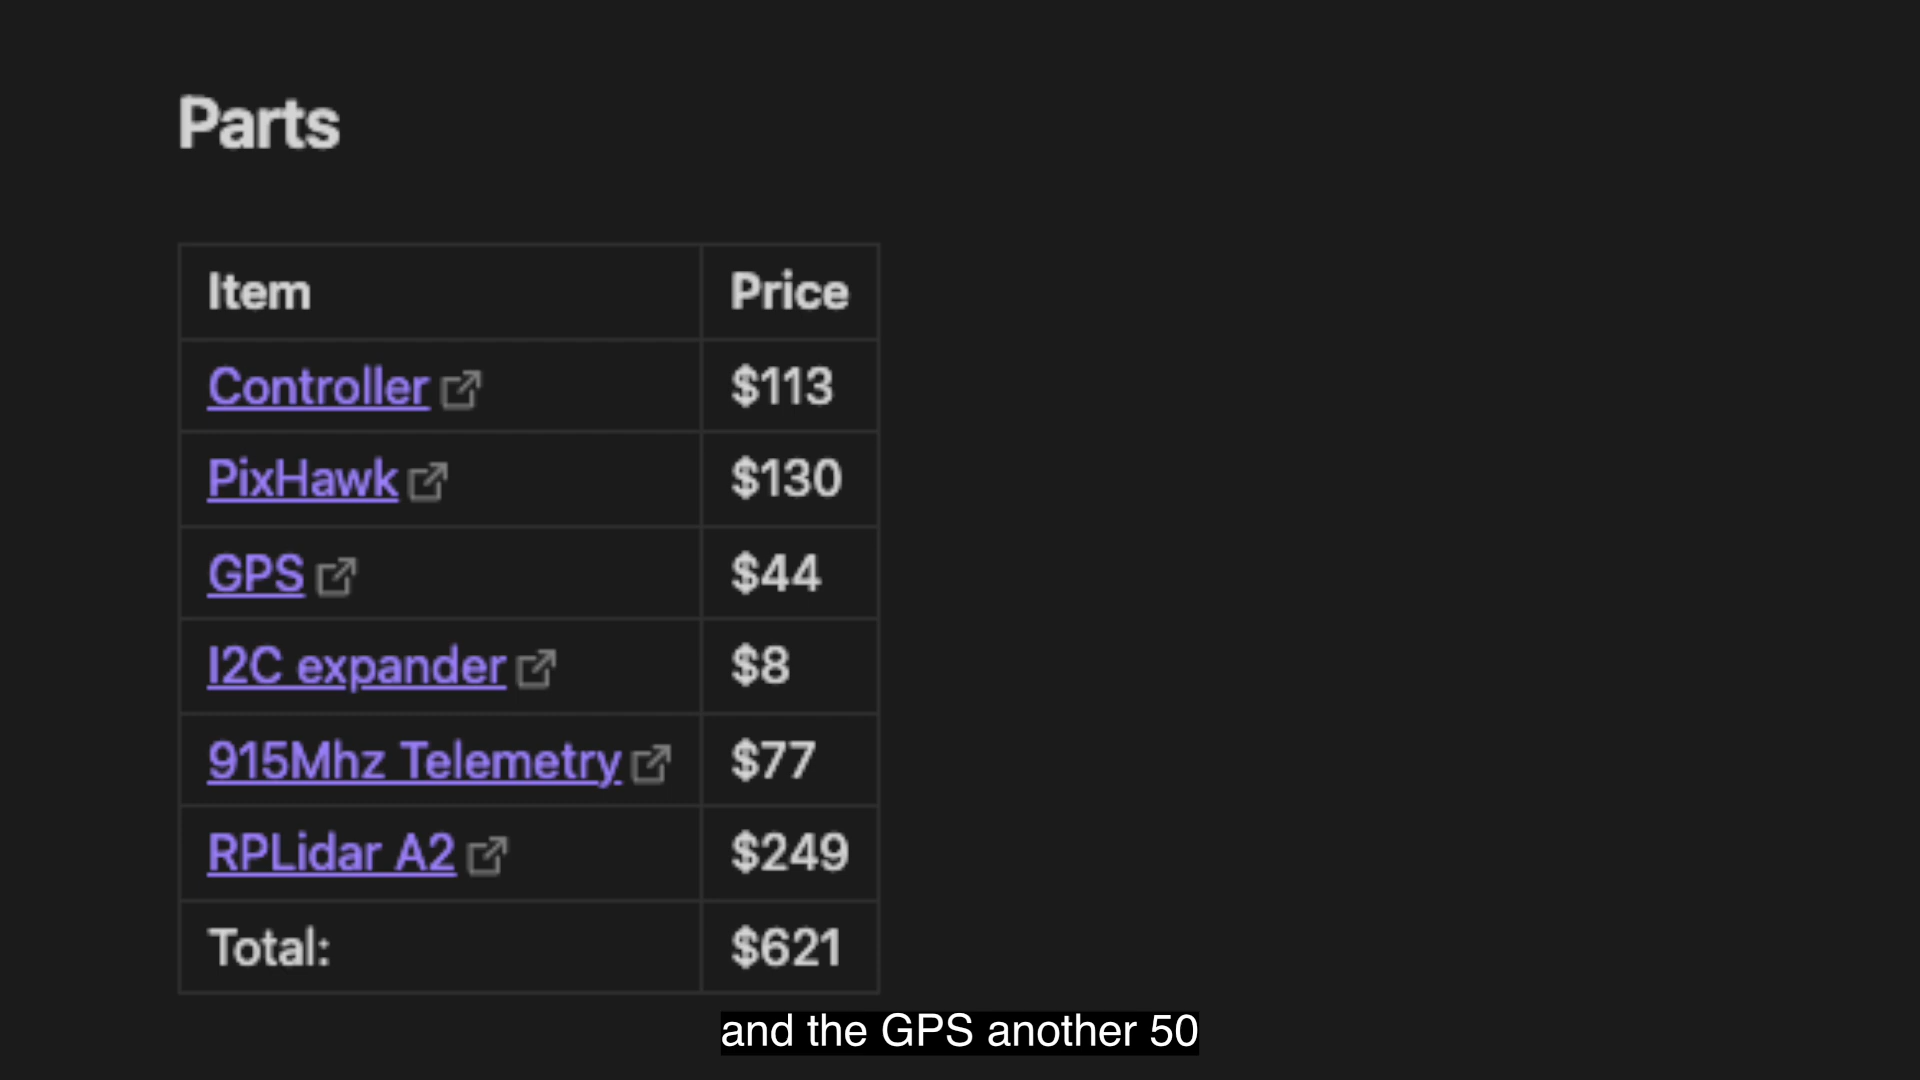 Parts
Item Price
Controller $113
PixHawk $130
GPS $44
I2C expander $8
915Mhz Telemetry $77
RPLidar A2 $249
Total: $621
and the GPS another 50